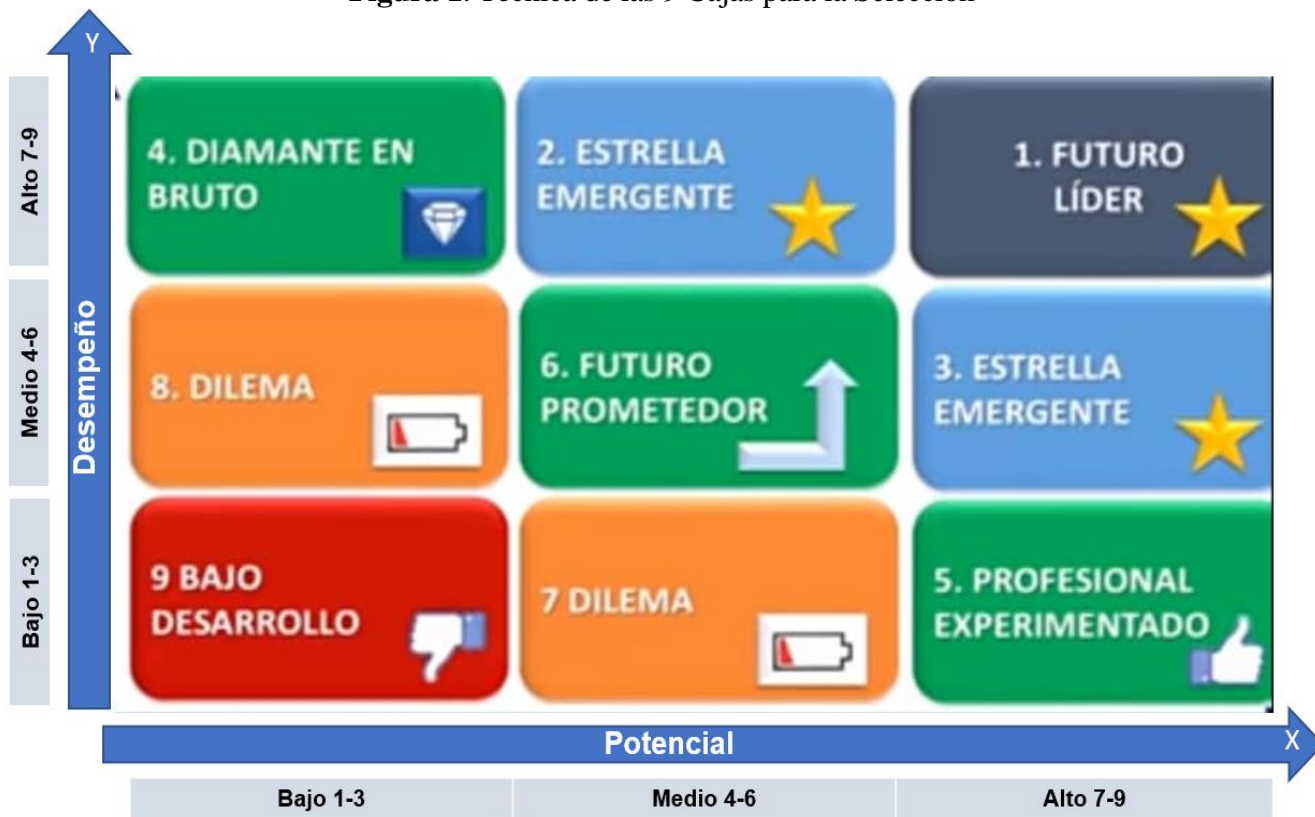 Y
Alto 7-9
Medio 4-6
Bajo 1-3
Desempeño
4. DIAMANTE EN
BRUTO
2. ESTRELLA
EMERGENTE
1. FUTURO
LÍDER
8. DILEMA
6. FUTURO
PROMETEDOR
3. ESTRELLA
EMERGENTE
9 BAJO
DESARROLLO
7 DILEMA
5. PROFESIONAL
EXPERIMENTADO
Potencial
X
Bajo 1-3
Medio 4-6
Alto 7-9